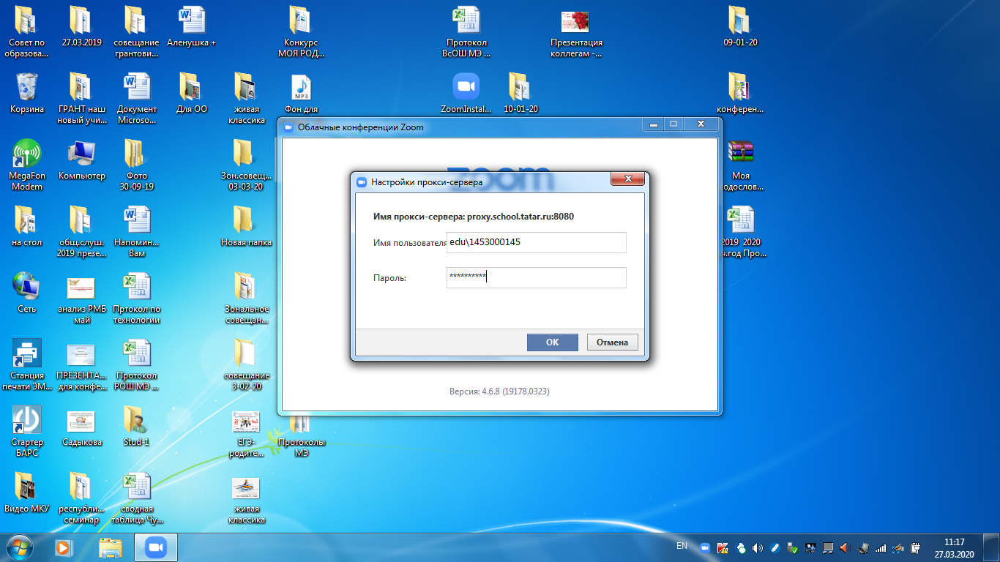 Совет по
образова...
27.03.2019
совещание
грантови...
Аленушка +
Конкурс
МОЯ РОД...
Протокол
ВсОШ МЭ ...
Презентация
коллегам -...
09-01-20
Корзина
ГРАНТ наш
новый учи...
Документ
Microso...
Для ОО
живая
классика
MP3
Фон для
ZoomInstal...
10-01-20
конферен...
MegaFon
Modem
Компьютер
Фото
30-09-19
Зон.совещ...
03-03-20
Моя
одослов...
на стол
общ.слуш.
2019 презе...
Напомин...
Вам
Новая папка
2019_2020
ч.год Про...
Сеть
анализ РМБ
май
Пртокол по
технологии
Зональное
совещан...
Станция
печати ЭМ...
ПРЕЗЕНТА...
для конфе...
Протокол
РОШ МЭ ...
совещание
3-02-20
Стартер
БАРС
Садыкова
Stud-1
ЕГЭ-
родите...
Протоколы
МЭ
Видео МКУ
республи...
семинар
сводная
таблица Чу...
живая
классика
Облачные конференции Zoom
zoom
Настройки прокси-сервера
Имя прокси-сервера: proxy.school.tatar.ru:8080
Имя пользователя
edu\1453000145
Пароль:
**********
OK
Отмена
Версия: 4.6.8 (19178.0323)
EN
11:17
27.03.2020